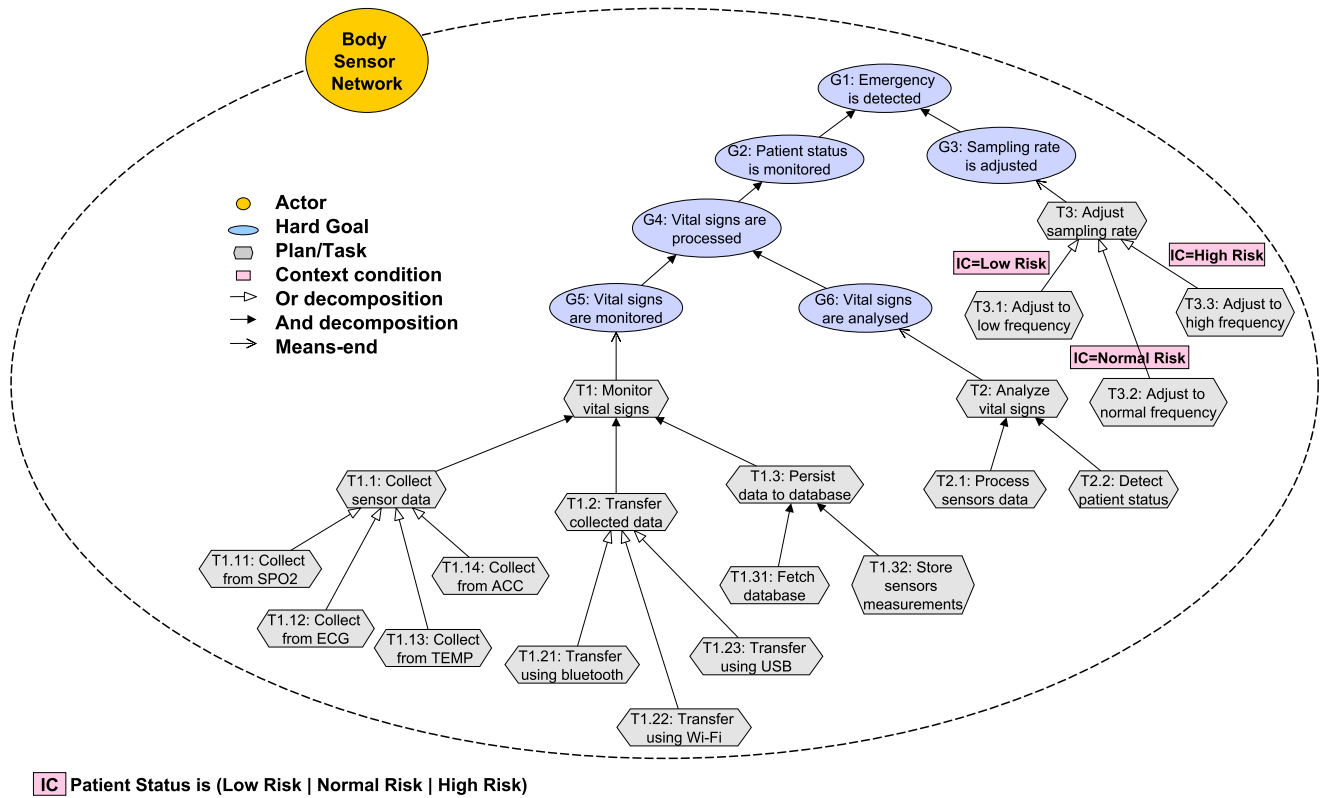 Body
Sensor
Network
G1: Emergency
is detected
G2: Patient status
is monitored
G3: Sampling rate
is adjusted
G4: Vital signs are
processed
T3: Adjust
sampling rate
Actor
Hard Goal
Plan/Task
Context condition
Or decomposition
And decomposition
Means-end
IC=Low Risk
IC=High Risk
G5: Vital signs
are monitored
G6: Vital signs
are analysed
T3.1: Adjust to
low frequency
T3.3: Adjust to
high frequency
IC=Normal Risk
T1: Monitor
vital signs
T2: Analyze
vital signs
T3.2: Adjust to
normal frequency
T1.1: Collect
sensor data
T1.2: Transfer
collected data
T1.3: Persist
data to database
T2.1: Process
sensors data
T2.2: Detect
patient status
T1.11: Collect
from SPO2
T1.14: Collect
from ACC
T1.31: Fetch
database
T1.32: Store
sensors
measurements
T1.12: Collect
from ECG
T1.13: Collect
from TEMP
T1.21: Transfer
using bluetooth
T1.23: Transfer
using USB
T1.22: Transfer
using Wi-Fi
IC Patient Status is (Low Risk | Normal Risk | High Risk)